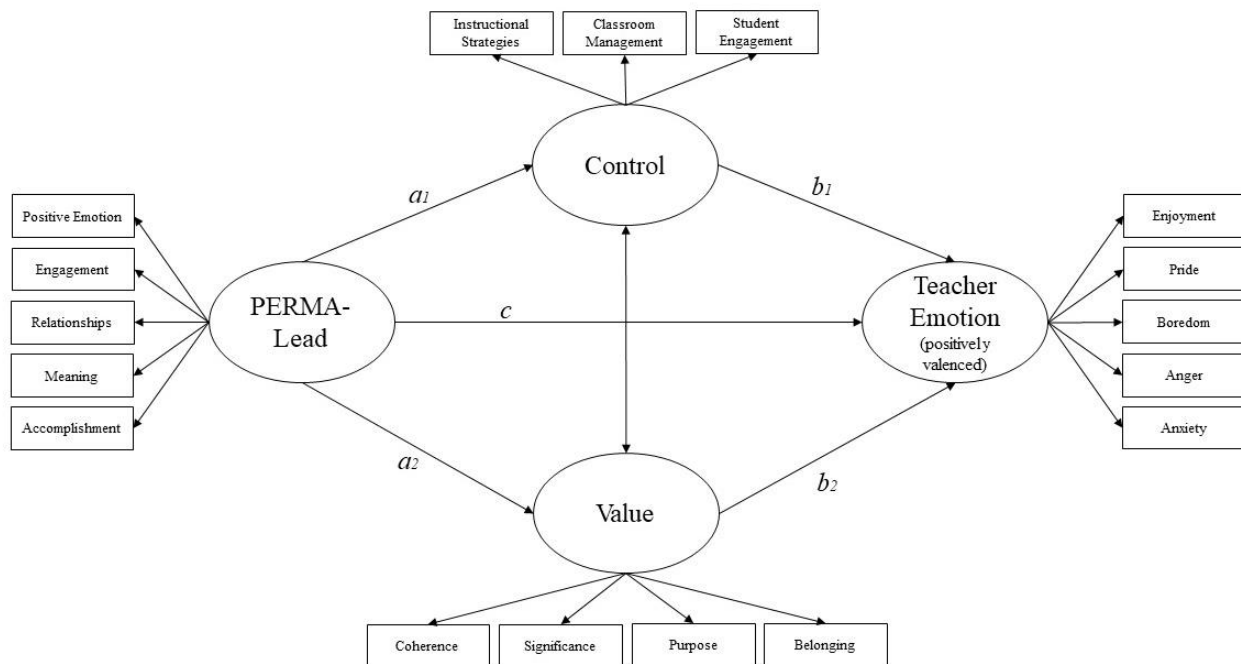 Instructional
Strategies
Classroom
Management
Student
Engagement
Control
a1
b1
Positive Emotion
Engagement
Relationships
Meaning
Accomplishment
PERMA-
Lead
c
Teacher
Emotion
(positively
valenced)
Enjoyment
Pride
Boredom
Anger
Anxiety
a2
b2
Value
Coherence
Significance
Purpose
Belonging